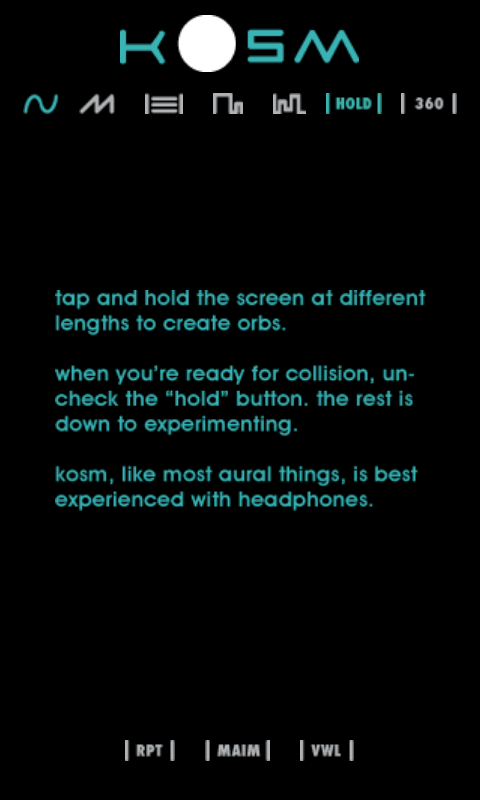 KOSM
HOLD 360
tap and hold the screen at different
lengths to create orbs.
when you're ready for collision, un-
check the “hold” button. the rest is
down to experimenting.
kosm, like most aural things, is best
experienced with headphones.
RPT MAIM VWL